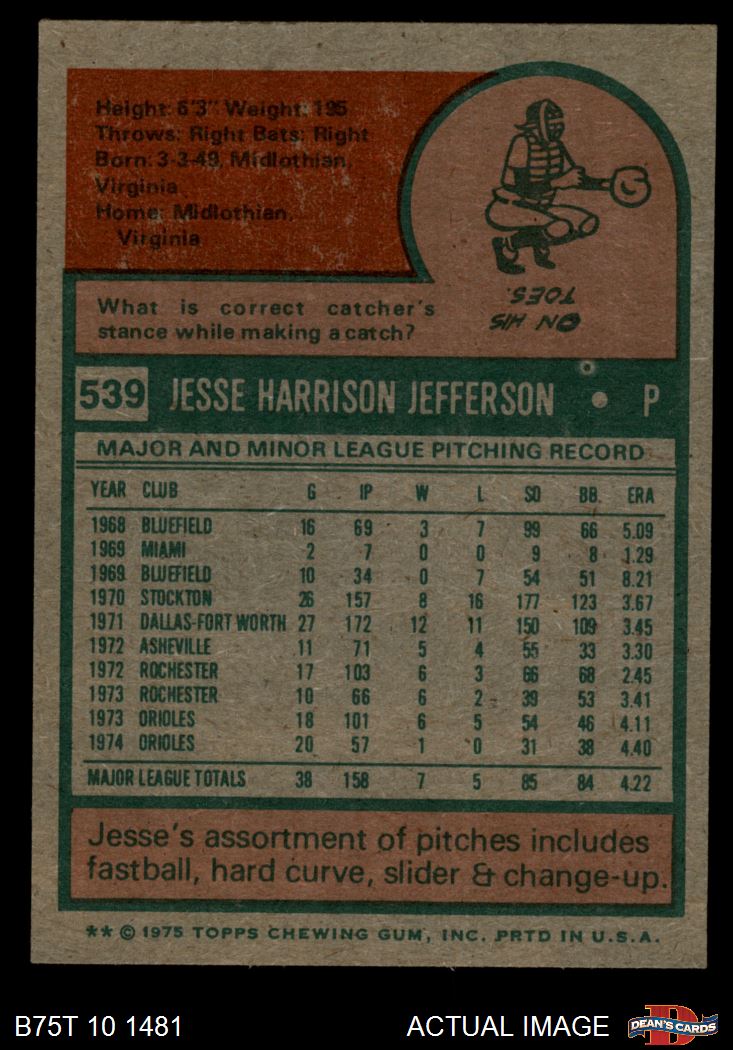 Height: 6'3" Weight: 195
Throws: Right Bats: Right
Born: 3-3-49, Midlothian,
Virginia
Home: Midlothian,
Virginia
ON HIS
TOES.
What is correct catcher's
stance while making a catch?
539 JESSE HARRISON JEFFERSON • P
MAJOR AND MINOR LEAGUE PITCHING RECORD
YEAR CLUB G IP W L SO BB. ERA
1968 BLUEFIELD 16 69 3 7 99 66 5.09
1969 MIAMI 2 7 0 0 9 8 1.29
1969 BLUEFIELD 10 34 0 7 54 51 8.21
1970 STOCKTON 26 157 8 16 177 123 3.67
1971 DALLAS-FORT WORTH 27 172 12 11 150 109 3.45
1972 ASHEVILLE 11 71 5 4 55 33 3.30
1972 ROCHESTER 17 103 6 3 66 68 2.45
1973 ROCHESTER 10 66 6 2 39 53 3.41
1973 ORIOLES 18 101 6 5 54 46 4.11
1974 ORIOLES 20 57 1 0 31 38 4.40
MAJOR LEAGUE TOTALS 38 158 7 5 85 84 4.22
Jesse's assortment of pitches includes
fastball, hard curve, slider & change-up.
** © 1975 TOPPS CHEWING GUM, INC. PRTD IN U.S.A.
B75T 10 1481 ACTUAL IMAGE DEAN'S CARDS